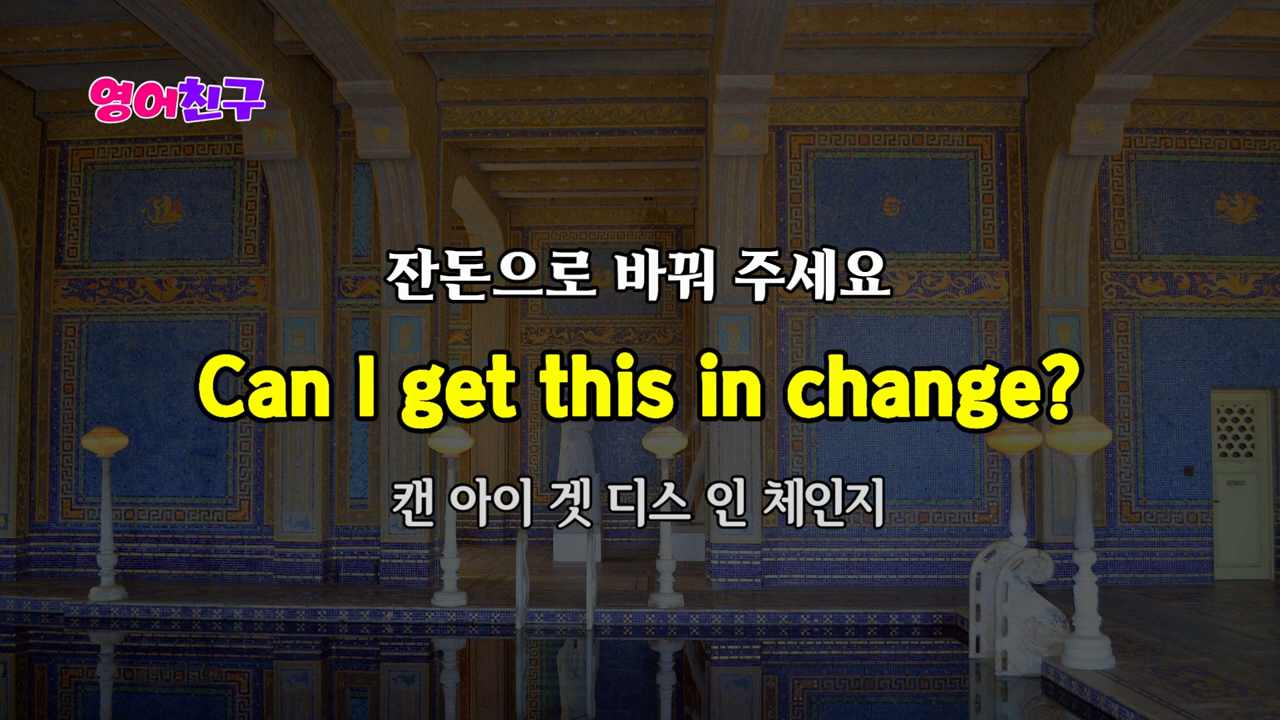 영어친구
잔돈으로 바꿔 주세요
Can I get this in change?
캔 아이 겟 디스 인 체인지